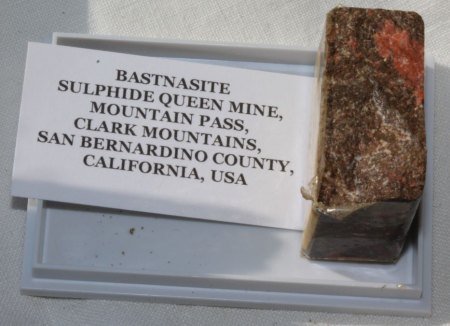 BASTNASITE
SULPHIDE QUEEN MINE,
MOUNTAIN PASS,
CLARK MOUNTAINS,
SAN BERNARDINO COUNTY,
CALIFORNIA, USA